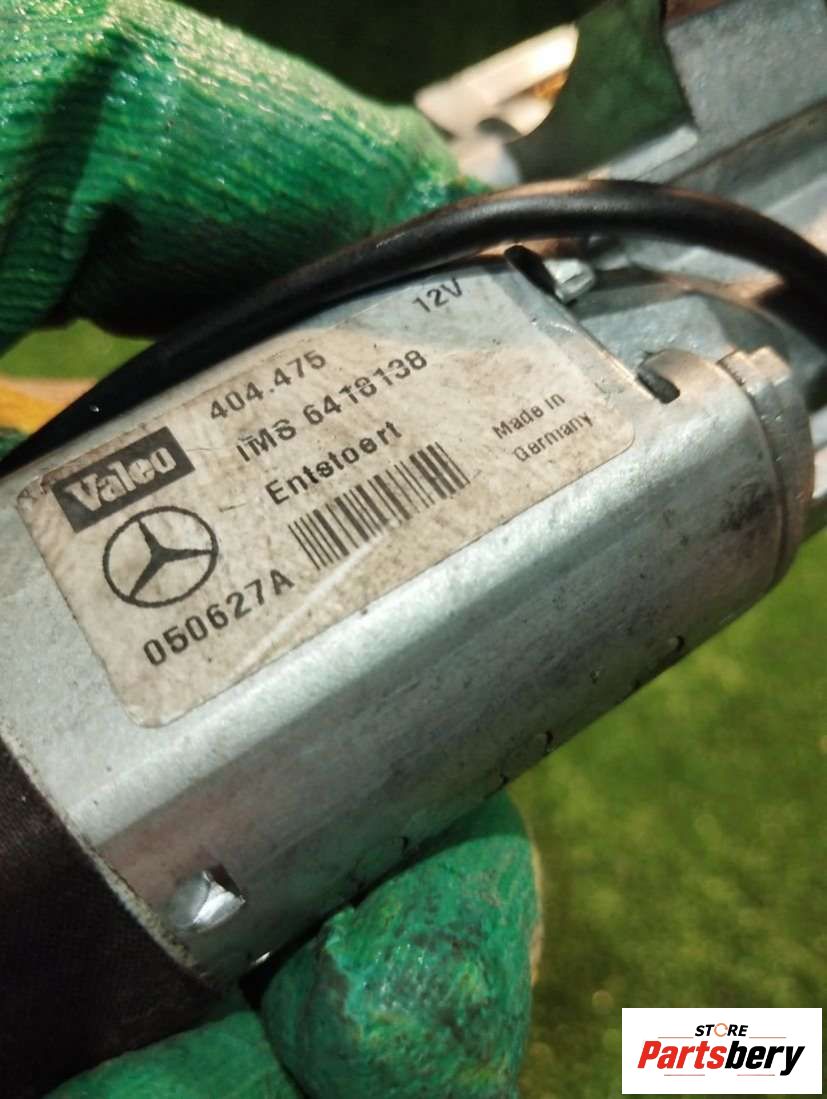 Valeo
404.475
12V
IMS 6418138
Entstoert
Made in
Germany
050627A
STORE
Partsbery